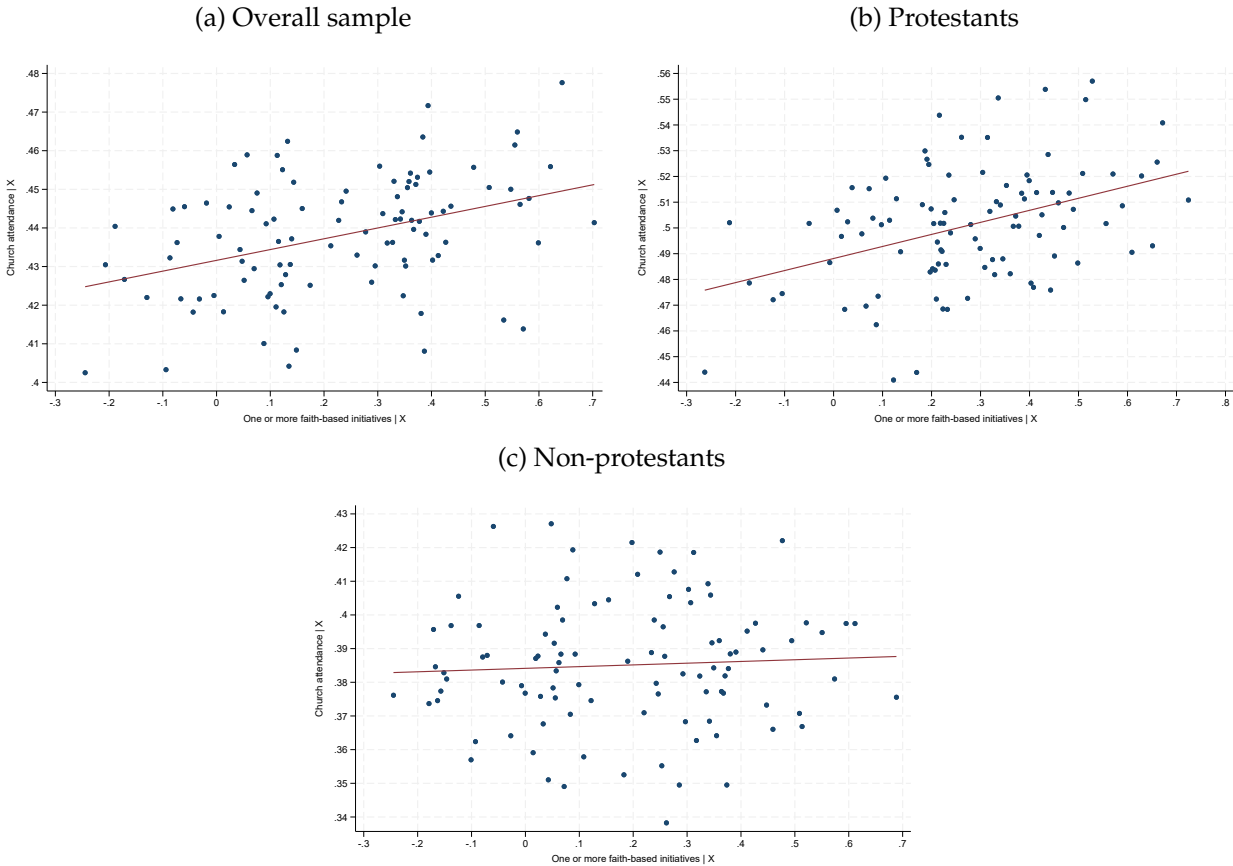 (a) Overall sample
Church attendance | X
.48
.47
.46
.45
.44
.43
.42
.41
.4
-.3 -.2 -.1 0 .1 .2 .3 .4 .5 .6 .7
One or more faith-based initiatives | X
(b) Protestants
Church attendance | X
.56
.55
.54
.53
.52
.51
.5
.49
.48
.47
.46
.45
.44
-.3 -.2 -.1 0 .1 .2 .3 .4 .5 .6 .7 .8
One or more faith-based initiatives | X
(c) Non-protestants
Church attendance | X
.43
.42
.41
.4
.39
.38
.37
.36
.35
.34
-.3 -.2 -.1 0 .1 .2 .3 .4 .5 .6 .7
One or more faith-based initiatives | X